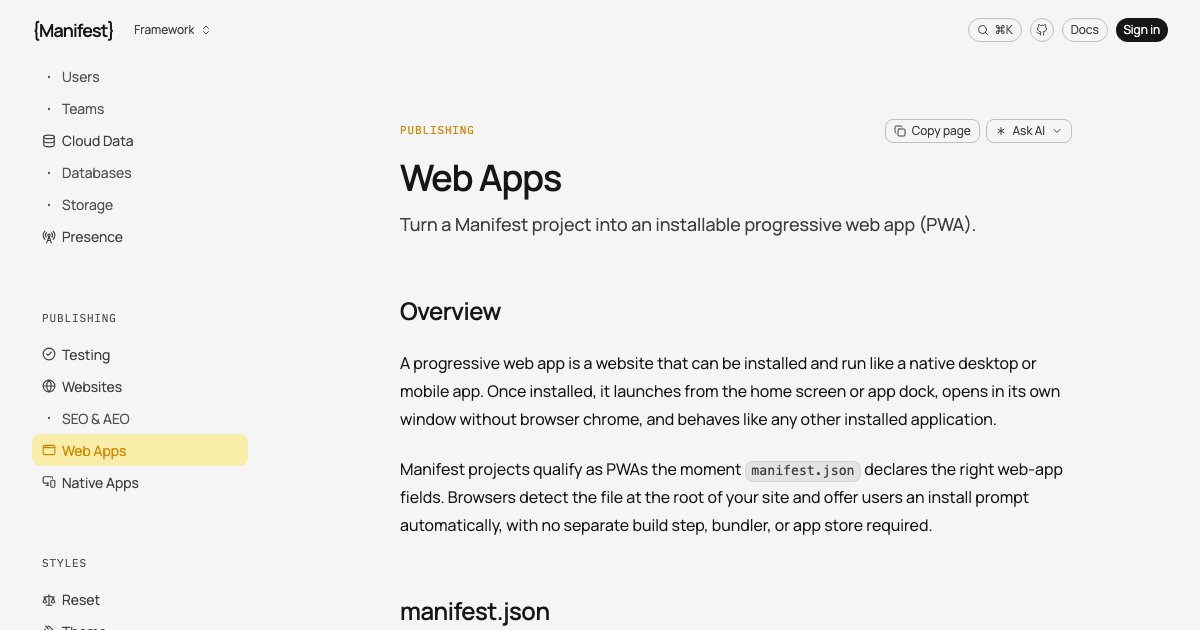 {Manifest}
Framework
⌘K
Docs
Sign in
Users
Teams
Cloud Data
Databases
Storage
Presence
PUBLISHING
Testing
Websites
SEO & AEO
Web Apps
Native Apps
STYLES
Reset
Theme
PUBLISHING
Copy page
Ask AI
Web Apps
Turn a Manifest project into an installable progressive web app (PWA).
Overview
A progressive web app is a website that can be installed and run like a native desktop or
mobile app. Once installed, it launches from the home screen or app dock, opens in its own
window without browser chrome, and behaves like any other installed application.
Manifest projects qualify as PWAs the moment manifest.json declares the right web-app
fields. Browsers detect the file at the root of your site and offer users an install prompt
automatically, with no separate build step, bundler, or app store required.
manifest.json